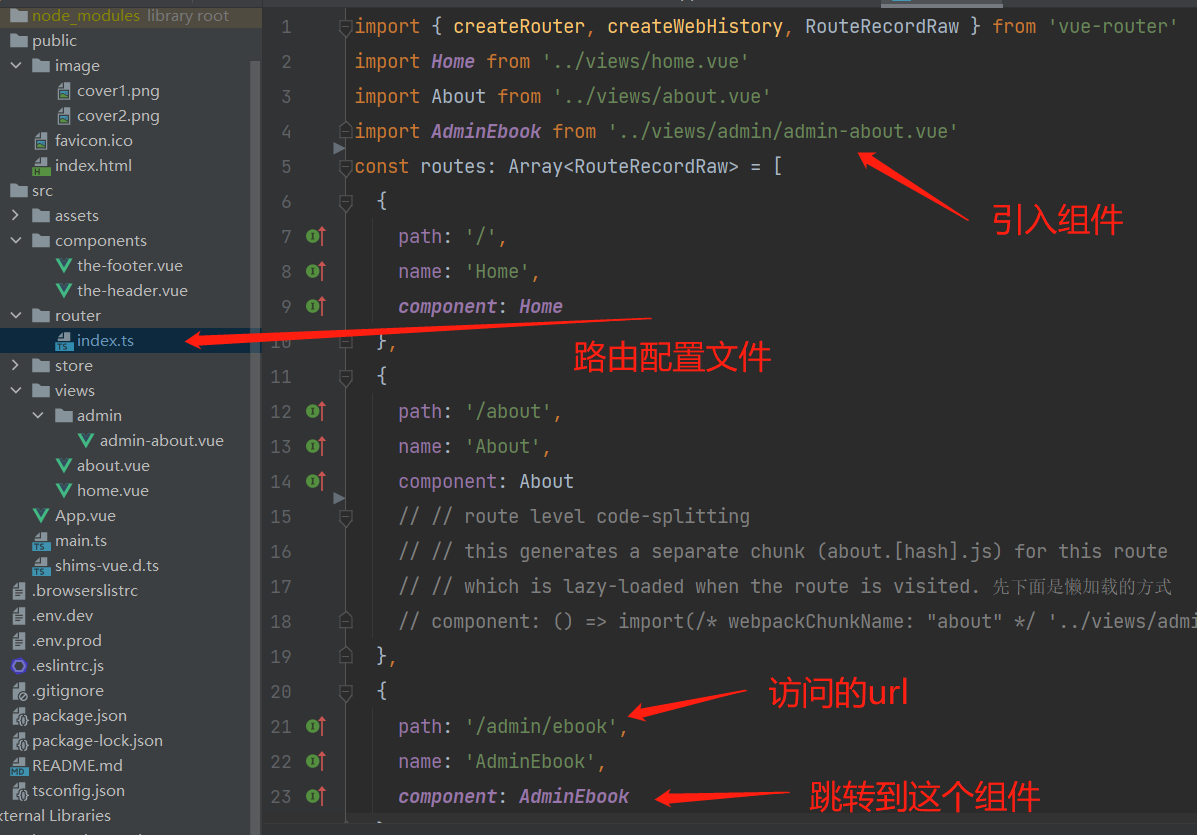 node_modules library root
public
image
cover1.png
cover2.png
favicon.ico
index.html
src
assets
components
the-footer.vue
the-header.vue
router
index.ts
store
views
admin
admin-about.vue
about.vue
home.vue
App.vue
main.ts
shims-vue.d.ts
.browserslistrc
.env.dev
.env.prod
.eslintrc.js
.gitignore
package.json
package-lock.json
README.md
tsconfig.json
xternal Libraries
1 import { createRouter, createWebHistory, RouteRecordRaw } from 'vue-router'
2 import Home from '../views/home.vue'
3 import About from '../views/about.vue'
4 import AdminEbook from '../views/admin/admin-about.vue'
5 const routes: Array<RouteRecordRaw> = [
引入组件
6 {
7 path: '/',
8 name: 'Home',
9 component: Home
10 },
路由配置文件
11 {
12 path: '/about',
13 name: 'About',
14 component: About
15 // // route level code-splitting
16 // // this generates a separate chunk (about.[hash].js) for this route
17 // // which is lazy-loaded when the route is visited. 先下面是懒加载的方式
18 // component: () => import(/* webpackChunkName: "about" */ '../views/admi
19 },
20 {
访问的url
21 path: '/admin/ebook',
22 name: 'AdminEbook',
23 component: AdminEbook
跳转到这个组件